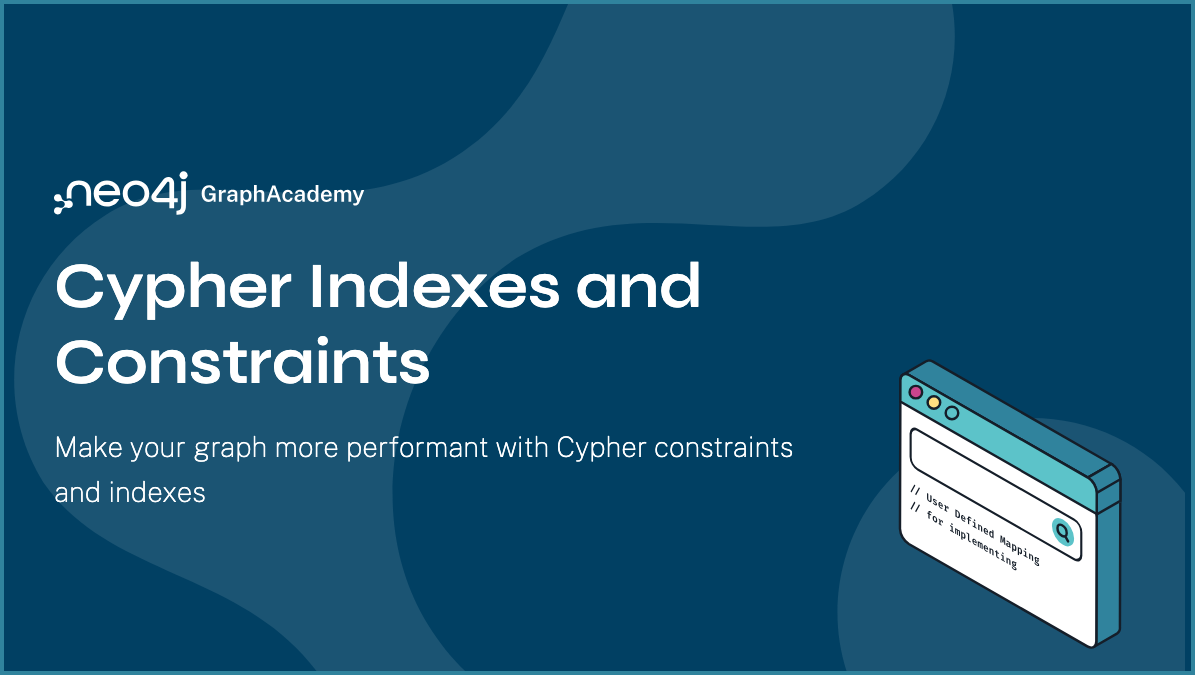 neo4j GraphAcademy
Cypher Indexes and
Constraints
Make your graph more performant with Cypher constraints
and indexes
// User Defined Mapping
// for implementing